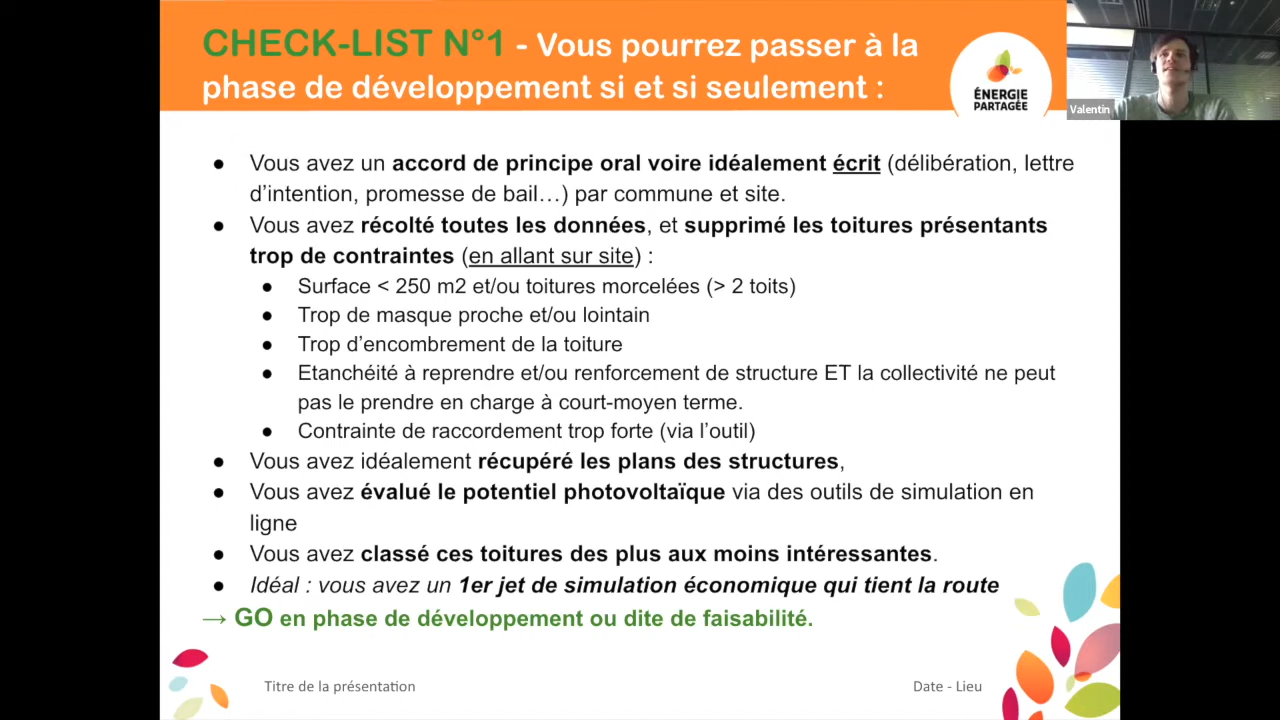 CHECK-LIST N°1 - Vous pourrez passer à la
phase de développement si et si seulement :
ÉNERGIE
PARTAGÉE
Valentin
● Vous avez un accord de principe oral voire idéalement écrit (délibération, lettre
d’intention, promesse de bail…) par commune et site.
● Vous avez récolté toutes les données, et supprimé les toitures présentants
trop de contraintes (en allant sur site) :
● Surface < 250 m2 et/ou toitures morcelées (> 2 toits)
● Trop de masque proche et/ou lointain
● Trop d’encombrement de la toiture
● Etanchéité à reprendre et/ou renforcement de structure ET la collectivité ne peut
pas le prendre en charge à court-moyen terme.
● Contrainte de raccordement trop forte (via l’outil)
● Vous avez idéalement récupéré les plans des structures,
● Vous avez évalué le potentiel photovoltaïque via des outils de simulation en
ligne
● Vous avez classé ces toitures des plus aux moins intéressantes.
● Idéal : vous avez un 1er jet de simulation économique qui tient la route
→ GO en phase de développement ou dite de faisabilité.
Titre de la présentation
Date - Lieu